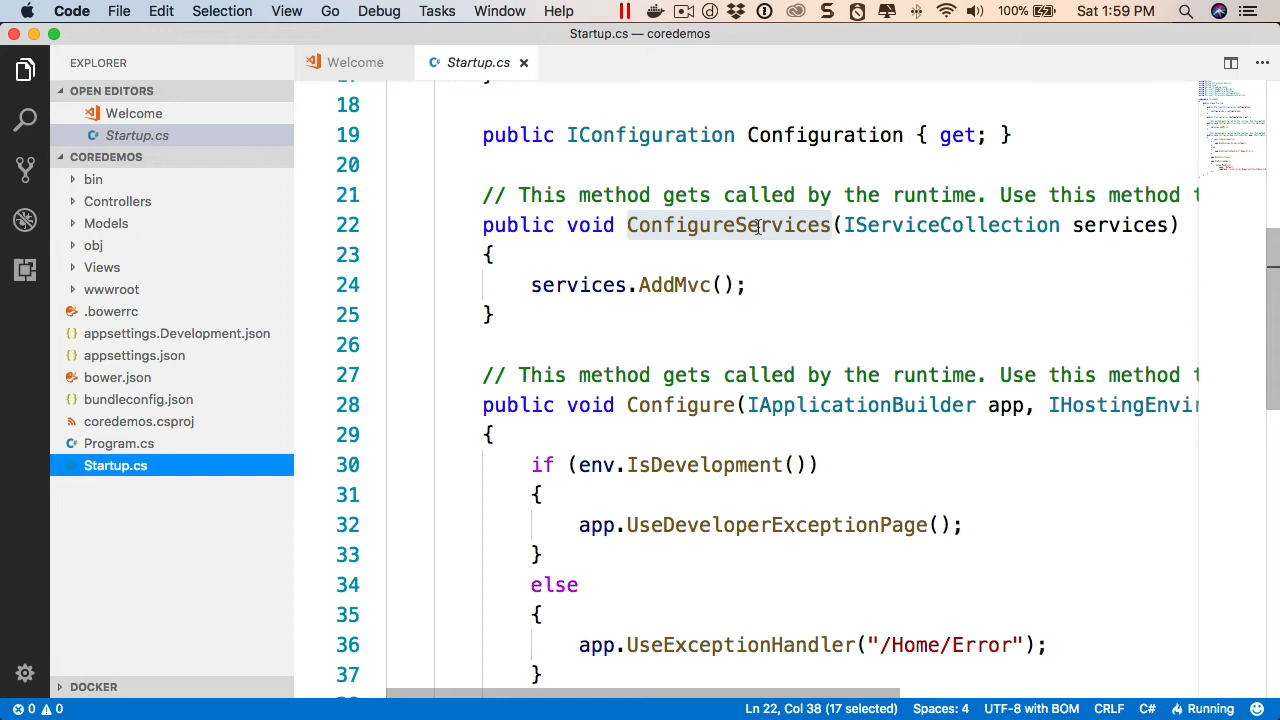 Code File Edit Selection View Go Debug Tasks Window Help 100% Sat 1:59 PM
Startup.cs — coredemos
EXPLORER
OPEN EDITORS
Welcome
Startup.cs
COREDEMOS
bin
Controllers
Models
obj
Views
wwwroot
.bowerrc
appsettings.Development.json
appsettings.json
bower.json
bundleconfig.json
coredemos.csproj
Program.cs
Startup.cs
DOCKER
Welcome Startup.cs
18
19 public IConfiguration Configuration { get; }
20
21 // This method gets called by the runtime. Use this method
22 public void ConfigureServices(IServiceCollection services)
23 {
24 services.AddMvc();
25 }
26
27 // This method gets called by the runtime. Use this method
28 public void Configure(IApplicationBuilder app, IHostingEnvir
29 {
30 if (env.IsDevelopment())
31 {
32 app.UseDeveloperExceptionPage();
33 }
34 else
35 {
36 app.UseExceptionHandler("/Home/Error");
37 }
0 0 Ln 22, Col 38 (17 selected) Spaces: 4 UTF-8 with BOM CRLF C# Running